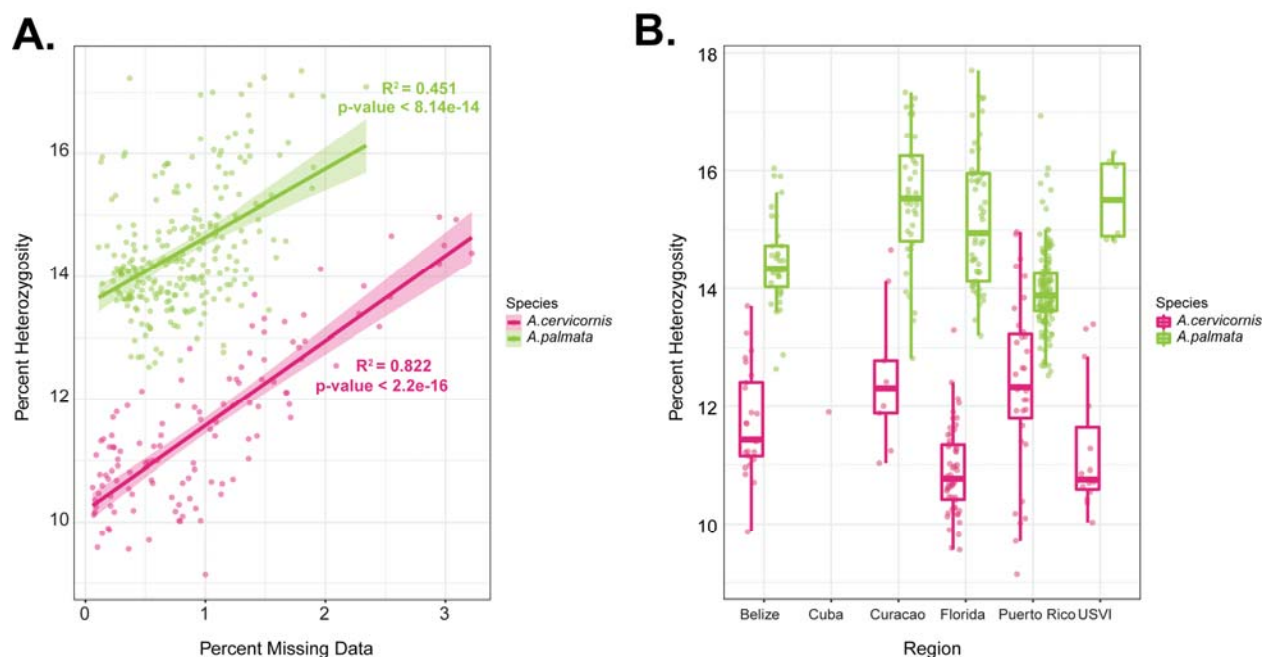 A.
R² = 0.451
p-value < 8.14e-14
R² = 0.822
p-value < 2.2e-16
Percent Heterozygosity
16
14
12
10
0 1 2 3
Percent Missing Data
Species
A.cervicornis
A.palmata
B.
Percent Heterozygosity
18
16
14
12
10
Belize Cuba Curacao Florida Puerto Rico USVI
Region
Species
A.cervicornis
A.palmata